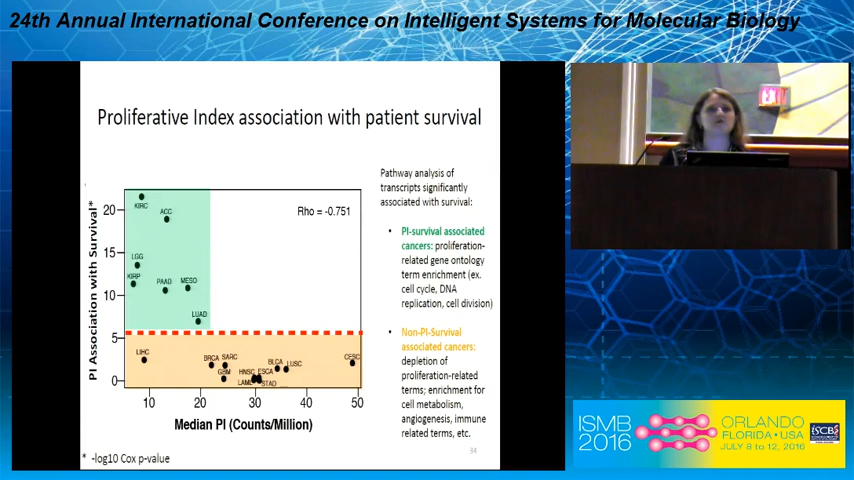 24th Annual International Conference on Intelligent Systems for Molecular Biology
Proliferative Index association with patient survival
PI Association with Survival*
20
15
10
5
0
KIRC
ACC
Rho = -0.751
LGG
KIRP
PAAD
MESO
LUAD
LIHC
BRCA
SARC
GBM
HNSC
ESCA
LAML
STAD
BLCA
LUSC
CESC
10
20
30
40
50
Median PI (Counts/Million)
* -log10 Cox p-value
Pathway analysis of
transcripts significantly
associated with survival:
• PI-survival associated
cancers: proliferation-
related gene ontology
term enrichment (ex.
cell cycle, DNA
replication, cell division)
• Non-PI-Survival
associated cancers:
depletion of
proliferation-related
terms; enrichment for
cell metabolism,
angiogenesis, immune
related terms, etc.
34
EXIT
ISMB
2016
ORLANDO
FLORIDA • USA
JULY 8 to 12, 2016
ISCB